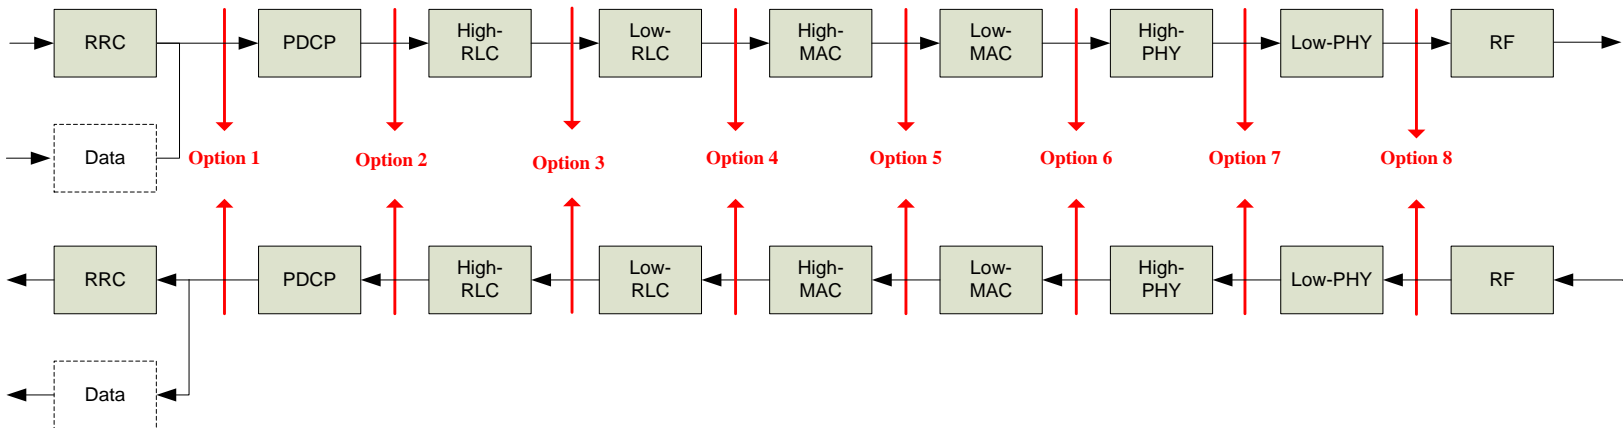 RRC
PDCP
High-
RLC
Low-
RLC
High-
MAC
Low-
MAC
High-
PHY
Low-PHY
RF
Data
Option 1
Option 2
Option 3
Option 4
Option 5
Option 6
Option 7
Option 8
RRC
PDCP
High-
RLC
Low-
RLC
High-
MAC
Low-
MAC
High-
PHY
Low-PHY
RF
Data